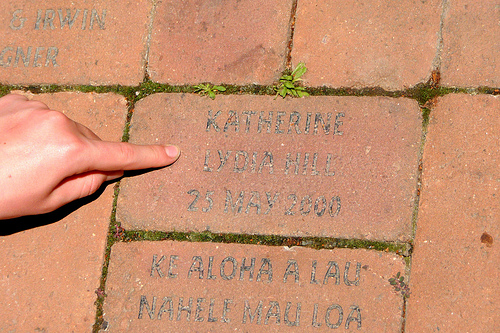 & IRWIN
GNER
KATHERINE
LYDIA HILL
25 MAY 2000
KE ALOHA A LAU
NAHELE MAU LOA